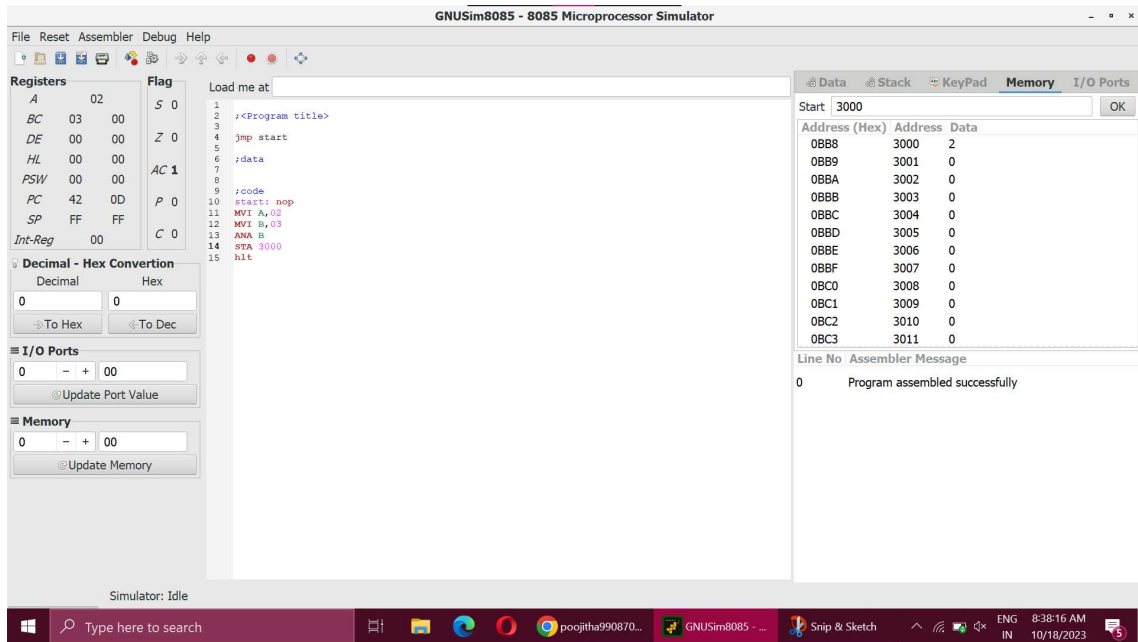 GNUSim8085 - 8085 Microprocessor Simulator
File Reset Assembler Debug Help
Registers
A 02
BC 03 00
DE 00 00
HL 00 00
PSW 00 00
PC 42 0D
SP FF FF
Int-Reg 00
Flag
S 0
Z 0
AC 1
P 0
C 0
Decimal - Hex Convertion
Decimal Hex
0 0
To Hex To Dec
I/O Ports
0 - + 00
Update Port Value
Memory
0 - + 00
Update Memory
Load me at
1
2 ;<Program title>
3
4 jmp start
5
6 ;data
7
8
9 ;code
10 start: nop
11 MVI A,02
12 MVI B,03
13 ANA B
14 STA 3000
15 hlt
Data Stack KeyPad Memory I/O Ports
Start 3000 OK
Address (Hex) Address Data
0BB8 3000 2
0BB9 3001 0
0BBA 3002 0
0BBB 3003 0
0BBC 3004 0
0BBD 3005 0
0BBE 3006 0
0BBF 3007 0
0BC0 3008 0
0BC1 3009 0
0BC2 3010 0
0BC3 3011 0
Line No Assembler Message
0 Program assembled successfully
Simulator: Idle
Type here to search
poojitha990870...
GNUSim8085 - ...
Snip & Sketch
ENG
IN
8:38:16 AM
10/18/2023
5